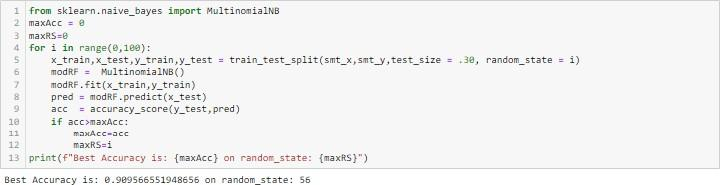 1 from sklearn.naive_bayes import MultinomialNB
2 maxAcc = 0
3 maxRS=0
4 for i in range(0,100):
5     x_train,x_test,y_train,y_test = train_test_split(smt_x,smt_y,test_size = .30, random_state = i)
6     modRF =  MultinomialNB()
7     modRF.fit(x_train,y_train)
8     pred = modRF.predict(x_test)
9     acc  = accuracy_score(y_test,pred)
10     if acc>maxAcc:
11         maxAcc=acc
12         maxRS=i
13 print(f"Best Accuracy is: {maxAcc} on random_state: {maxRS}")
Best Accuracy is: 0.909566551948656 on random_state: 56